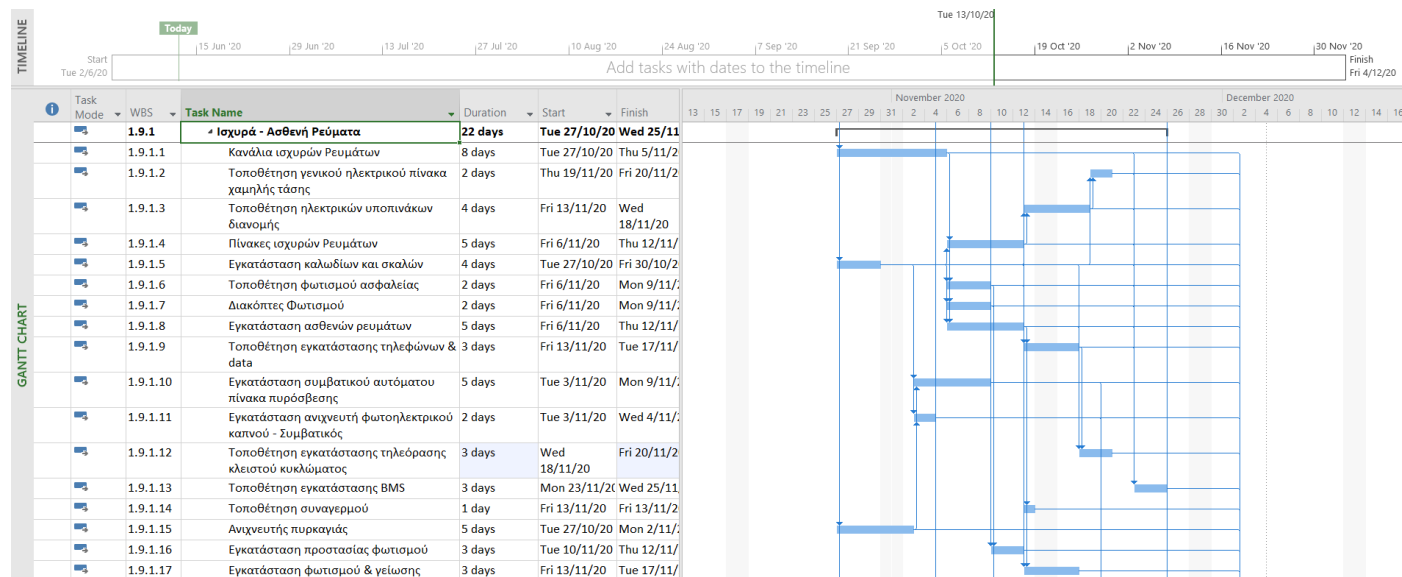 Tue 13/10/20
TIMELINE
Today
15 Jun '20 29 Jun '20 13 Jul '20 27 Jul '20 10 Aug '20 24 Aug '20 7 Sep '20 21 Sep '20 5 Oct '20 19 Oct '20 2 Nov '20 16 Nov '20 30 Nov '20
Start
Tue 2/6/20
Add tasks with dates to the timeline
Finish
Fri 4/12/20
GANTT CHART
Task Mode WBS Task Name Duration Start Finish
November 2020 December 2020
13 15 17 19 21 23 25 27 29 31 2 4 6 8 10 12 14 16 18 20 22 24 26 28 30 2 4 6 8 10 12 14 16
1.9.1 Ισχυρά - Ασθενή Ρεύματα 22 days Tue 27/10/20 Wed 25/11
1.9.1.1 Κανάλια ισχυρών Ρευμάτων 8 days Tue 27/10/20 Thu 5/11/2
1.9.1.2 Τοποθέτηση γενικού ηλεκτρικού πίνακα 2 days Thu 19/11/20 Fri 20/11/2
χαμηλής τάσης
1.9.1.3 Τοποθέτηση ηλεκτρικών υποπινάκων 4 days Fri 13/11/20 Wed
διανομής 18/11/20
1.9.1.4 Πίνακες ισχυρών Ρευμάτων 5 days Fri 6/11/20 Thu 12/11/
1.9.1.5 Εγκατάσταση καλωδίων και σκαλών 4 days Tue 27/10/20 Fri 30/10/2
1.9.1.6 Τοποθέτηση φωτισμού ασφαλείας 2 days Fri 6/11/20 Mon 9/11/
1.9.1.7 Διακόπτες Φωτισμού 2 days Fri 6/11/20 Mon 9/11/
1.9.1.8 Εγκατάσταση ασθενών ρευμάτων 5 days Fri 6/11/20 Thu 12/11/
1.9.1.9 Τοποθέτηση εγκατάστασης τηλεφώνων & 3 days Fri 13/11/20 Tue 17/11/
data
1.9.1.10 Εγκατάσταση συμβατικού αυτόματου 5 days Tue 3/11/20 Mon 9/11/
πίνακα πυρόσβεσης
1.9.1.11 Εγκατάσταση ανιχνευτή φωτοηλεκτρικού 2 days Tue 3/11/20 Wed 4/11/
καπνού - Συμβατικός
1.9.1.12 Τοποθέτηση εγκατάστασης τηλεόρασης 3 days Wed Fri 20/11/2
κλειστού κυκλώματος 18/11/20
1.9.1.13 Τοποθέτηση εγκατάστασης BMS 3 days Mon 23/11/20 Wed 25/11
1.9.1.14 Τοποθέτηση συναγερμού 1 day Fri 13/11/20 Fri 13/11/2
1.9.1.15 Ανιχνευτής πυρκαγιάς 5 days Tue 27/10/20 Mon 2/11/
1.9.1.16 Εγκατάσταση προστασίας φωτισμού 3 days Tue 10/11/20 Thu 12/11/
1.9.1.17 Εγκατάσταση φωτισμού & γείωσης 3 days Fri 13/11/20 Tue 17/11/